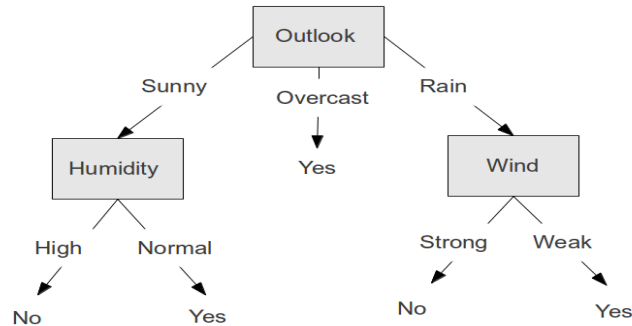 Outlook
Sunny
Overcast
Rain
Humidity
Yes
Wind
High
Normal
Strong
Weak
No
Yes
No
Yes